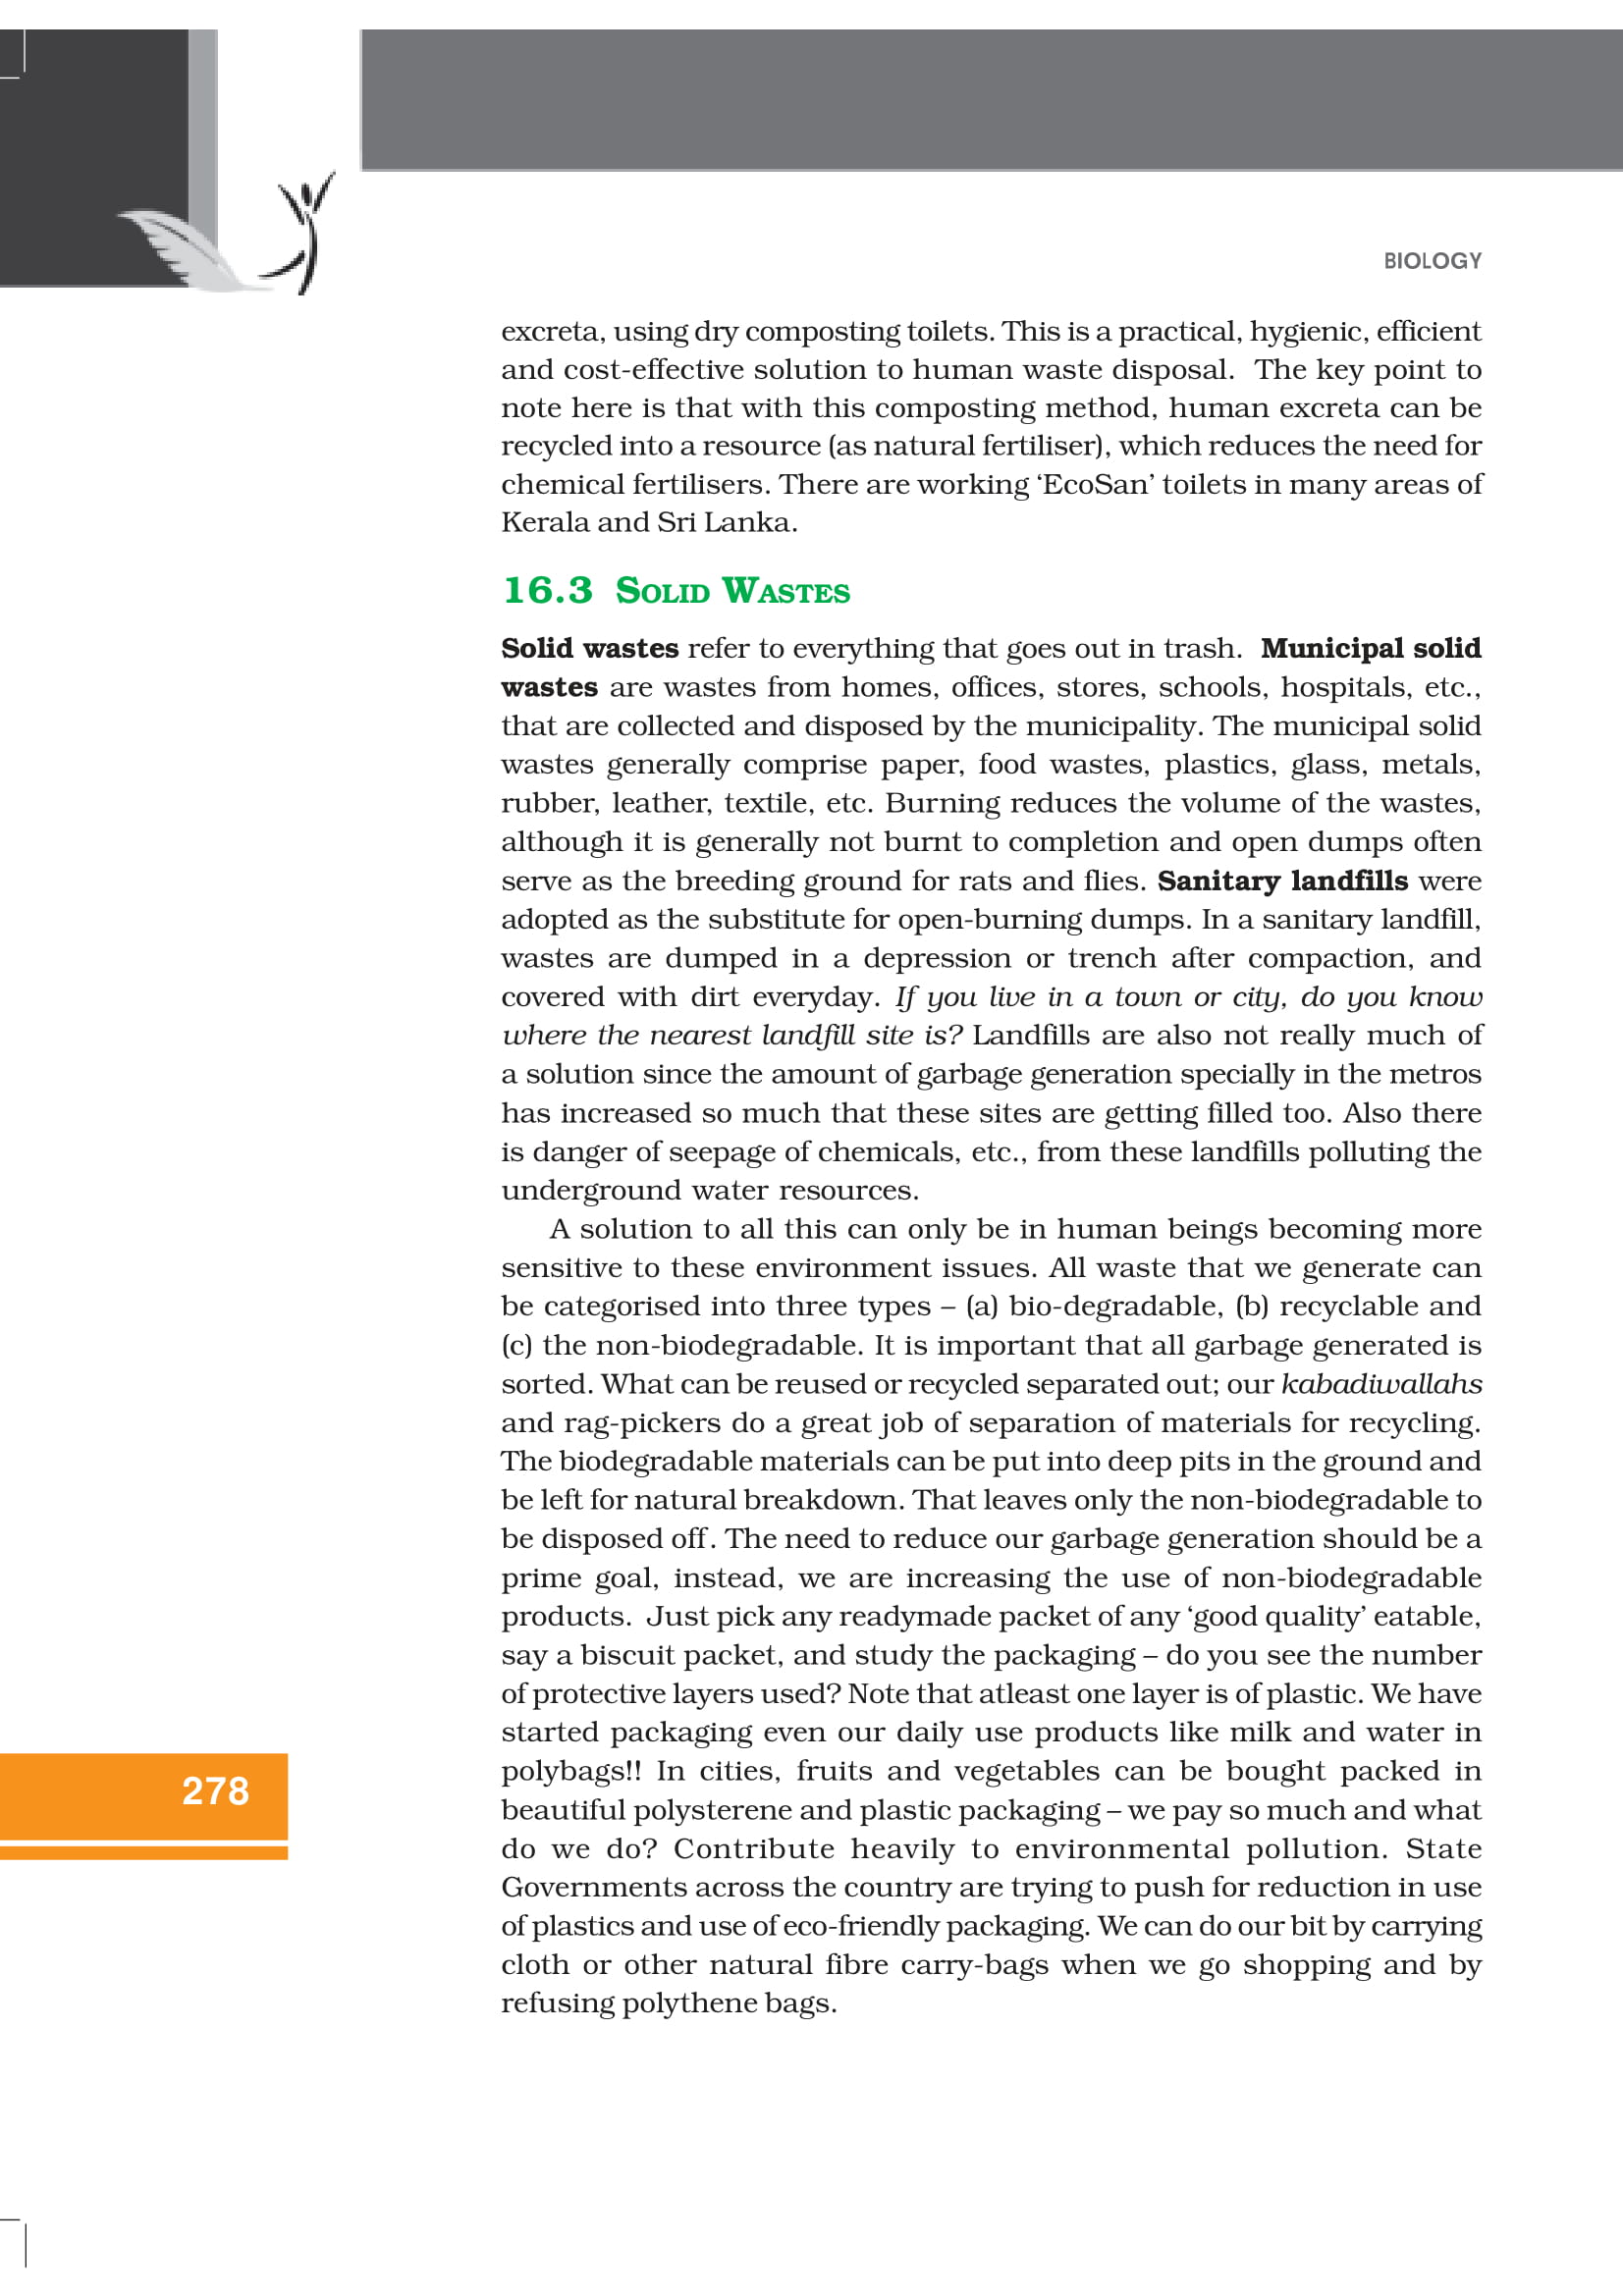 BIOLOGY
excreta, using dry composting toilets. This is a practical, hygienic, efficient
and cost-effective solution to human waste disposal.  The key point to
note here is that with this composting method, human excreta can be
recycled into a resource (as natural fertiliser), which reduces the need for
chemical fertilisers. There are working ‘EcoSan’ toilets in many areas of
Kerala and Sri Lanka.
16.3  SOLID WASTES
Solid wastes refer to everything that goes out in trash.  Municipal solid
wastes are wastes from homes, offices, stores, schools, hospitals, etc.,
that are collected and disposed by the municipality. The municipal solid
wastes generally comprise paper, food wastes, plastics, glass, metals,
rubber, leather, textile, etc. Burning reduces the volume of the wastes,
although it is generally not burnt to completion and open dumps often
serve as the breeding ground for rats and flies. Sanitary landfills were
adopted as the substitute for open-burning dumps. In a sanitary landfill,
wastes are dumped in a depression or trench after compaction, and
covered with dirt everyday. If you live in a town or city, do you know
where the nearest landfill site is? Landfills are also not really much of
a solution since the amount of garbage generation specially in the metros
has increased so much that these sites are getting filled too. Also there
is danger of seepage of chemicals, etc., from these landfills polluting the
underground water resources.
A solution to all this can only be in human beings becoming more
sensitive to these environment issues. All waste that we generate can
be categorised into three types – (a) bio-degradable, (b) recyclable and
(c) the non-biodegradable. It is important that all garbage generated is
sorted. What can be reused or recycled separated out; our kabadiwallahs
and rag-pickers do a great job of separation of materials for recycling.
The biodegradable materials can be put into deep pits in the ground and
be left for natural breakdown. That leaves only the non-biodegradable to
be disposed off. The need to reduce our garbage generation should be a
prime goal, instead, we are increasing the use of non-biodegradable
products.  Just pick any readymade packet of any ‘good quality’ eatable,
say a biscuit packet, and study the packaging – do you see the number
of protective layers used? Note that atleast one layer is of plastic. We have
started packaging even our daily use products like milk and water in
polybags!! In cities, fruits and vegetables can be bought packed in
beautiful polysterene and plastic packaging – we pay so much and what
do we do? Contribute heavily to environmental pollution. State
Governments across the country are trying to push for reduction in use
of plastics and use of eco-friendly packaging. We can do our bit by carrying
cloth or other natural fibre carry-bags when we go shopping and by
refusing polythene bags.
278